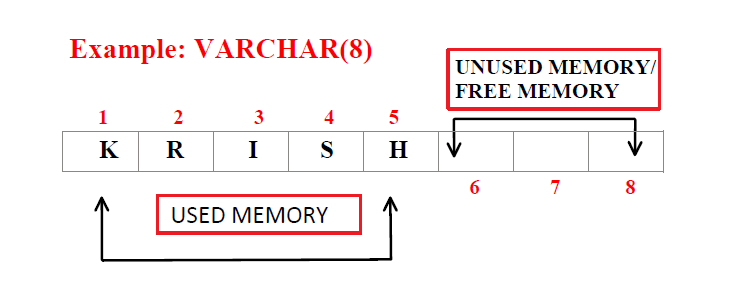 Example: VARCHAR(8)
UNUSED MEMORY/
FREE MEMORY
1 2 3 4 5
K R I S H
6 7 8
USED MEMORY